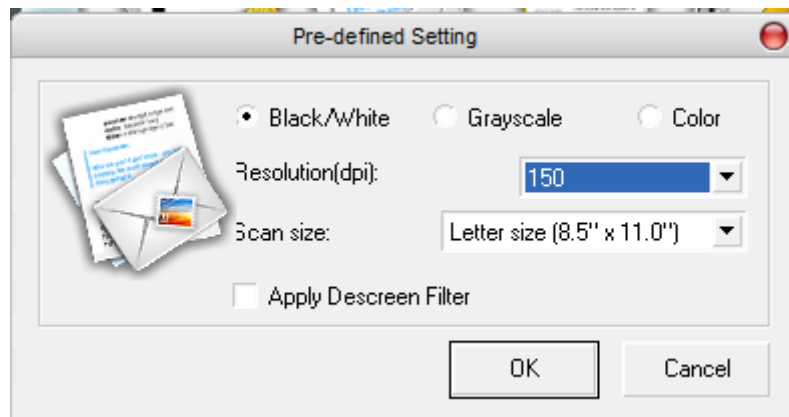 Pre-defined Setting
Black/White Grayscale Color
Resolution(dpi): 150
Scan size: Letter size (8.5" x 11.0")
Apply Descreen Filter
OK Cancel